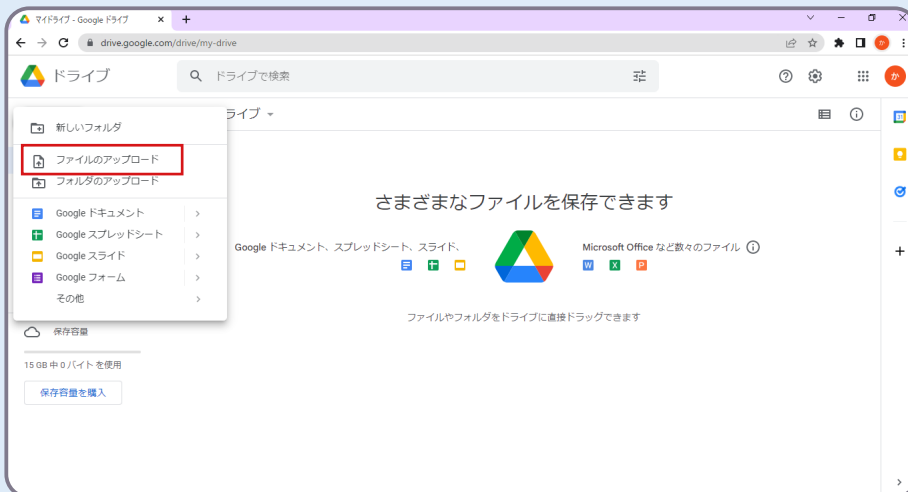 マイドライブ - Google ドライブ
drive.google.com/drive/my-drive
ドライブ
ドライブで検索
か
か
ライブ
31
新しいフォルダ
ファイルのアップロード
フォルダのアップロード
Google ドキュメント
Google スプレッドシート
Google スライド
Google フォーム
その他
さまざまなファイルを保存できます
Google ドキュメント、スプレッドシート、スライド、
Microsoft Office など数々のファイル
W X P
ファイルやフォルダをドライブに直接ドラッグできます
保存容量
15 GB 中 0 バイト を使用
保存容量を購入